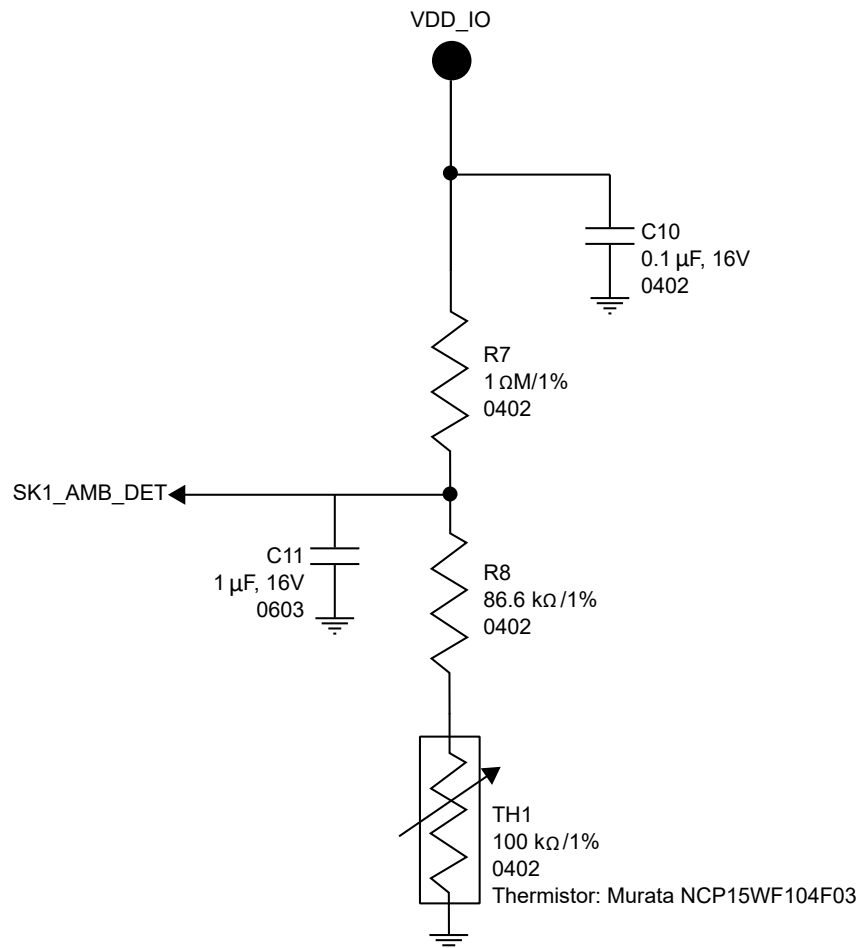 VDD_IO
C10
0.1 µF, 16V
0402
R7
1 ΩM/1%
0402
SK1_AMB_DET
C11
1 µF, 16V
0603
R8
86.6 kΩ/1%
0402
TH1
100 kΩ/1%
0402
Thermistor: Murata NCP15WF104F03